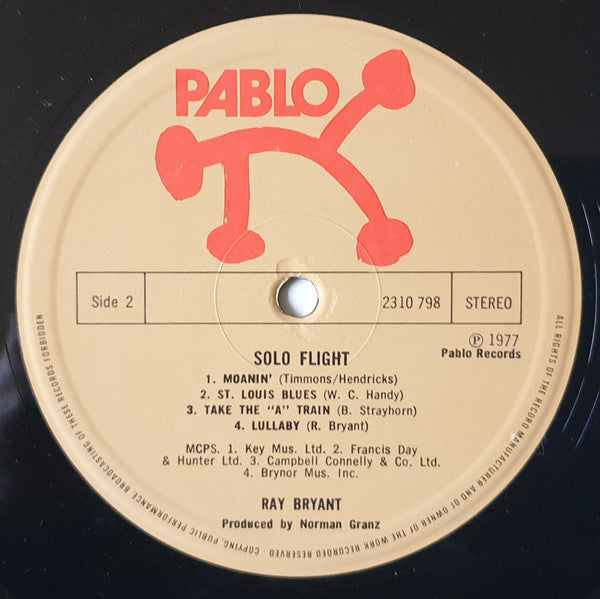 PABLO
Side 2
2310 798
STEREO
Ⓟ 1977
Pablo Records
SOLO FLIGHT
1. MOANIN' (Timmons/Hendricks)
2. ST. LOUIS BLUES (W. C. Handy)
3. TAKE THE "A" TRAIN (B. Strayhorn)
4. LULLABY (R. Bryant)
MCPS. 1. Key Mus. Ltd. 2. Francis Day
& Hunter Ltd. 3. Campbell Connelly & Co. Ltd.
4. Brynor Mus. Inc.
RAY BRYANT
Produced by Norman Granz
ALL RIGHTS OF THE RECORD MANUFACTURER AND OF OWNER OF THE WORK RECORDED RESERVED · COPYING, PUBLIC PERFORMANCE, BROADCASTING OF THESE RECORDS FORBIDDEN